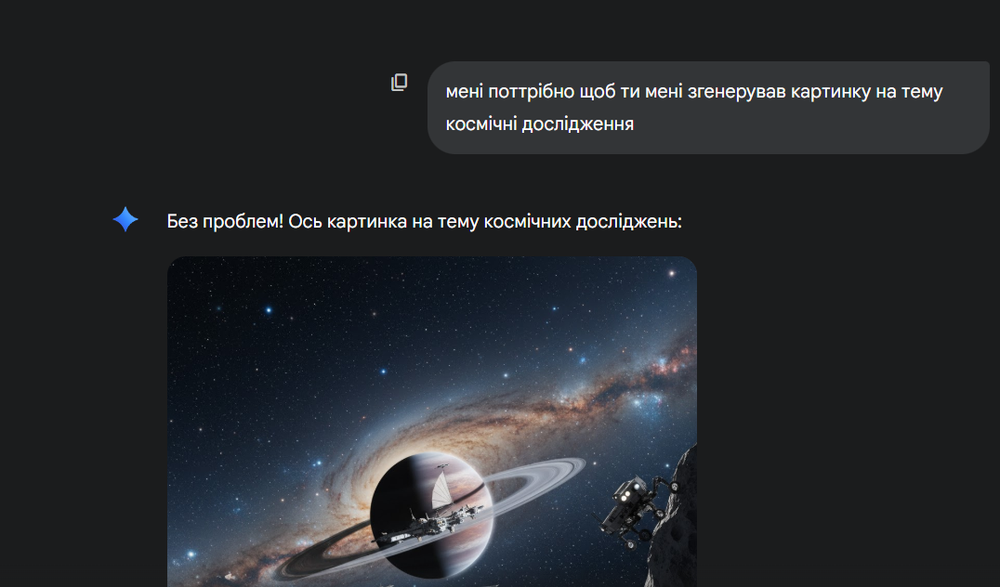 мені поттрібно щоб ти мені згенерував картинку на тему
космічні дослідження
Без проблем! Ось картинка на тему космічних досліджень: